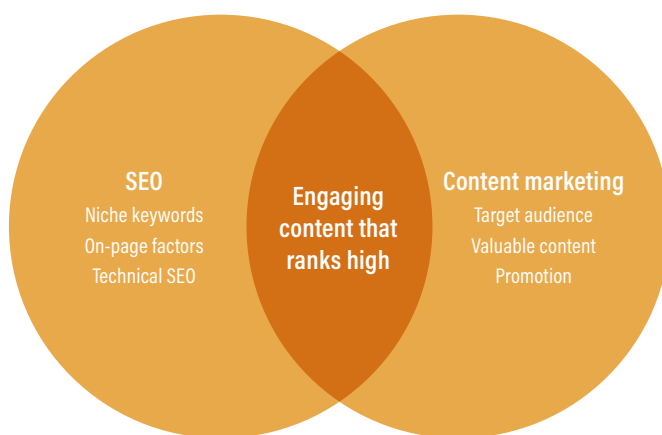 SEO
Niche keywords
On-page factors
Technical SEO
Engaging
content that
ranks high
Content marketing
Target audience
Valuable content
Promotion